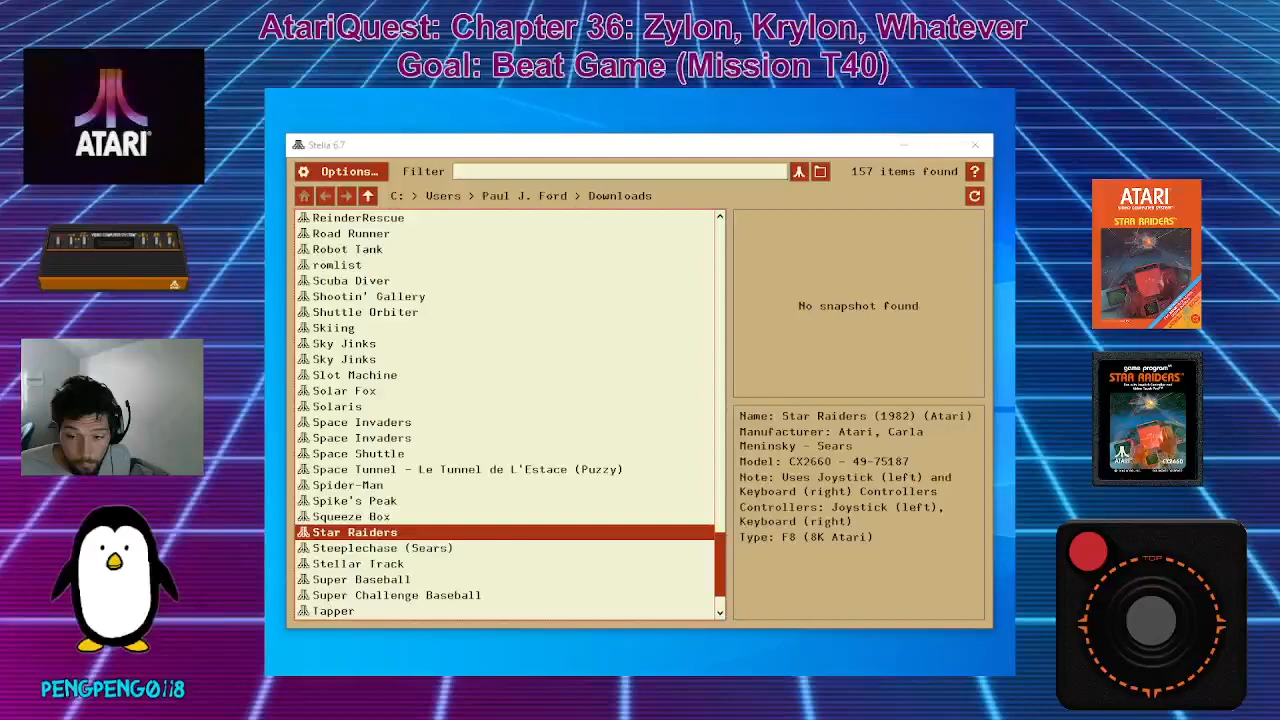 AtariQuest: Chapter 36: Zylon, Krylon, Whatever
Goal: Beat Game (Mission T40)
ATARI
Stella 6.7
Options…
Filter
157 items found
?
C: > Users > Paul J. Ford > Downloads
ReinderRescue
Road Runner
Robot Tank
romlist
Scuba Diver
Shootin' Gallery
Shuttle Orbiter
Skiing
Sky Jinks
Sky Jinks
Slot Machine
Solar Fox
Solaris
Space Invaders
Space Invaders
Space Shuttle
Space Tunnel - Le Tunnel de L'Estace (Puzzy)
Spider-Man
Spike's Peak
Squeeze Box
Star Raiders
Steeplechase (Sears)
Stellar Track
Super Baseball
Super Challenge Baseball
Tapper
No snapshot found
Name: Star Raiders (1982) (Atari)
Manufacturer: Atari, Carla
Meninsky - Sears
Model: CX2660 - 49-75187
Note: Uses Joystick (left) and
Keyboard (right) Controllers
Controllers: Joystick (left),
Keyboard (right)
Type: F8 (8K Atari)
ATARI
STAR RAIDERS
game program
STAR RAIDERS
ATARI
CX2660
TOP
PENGPENG0118